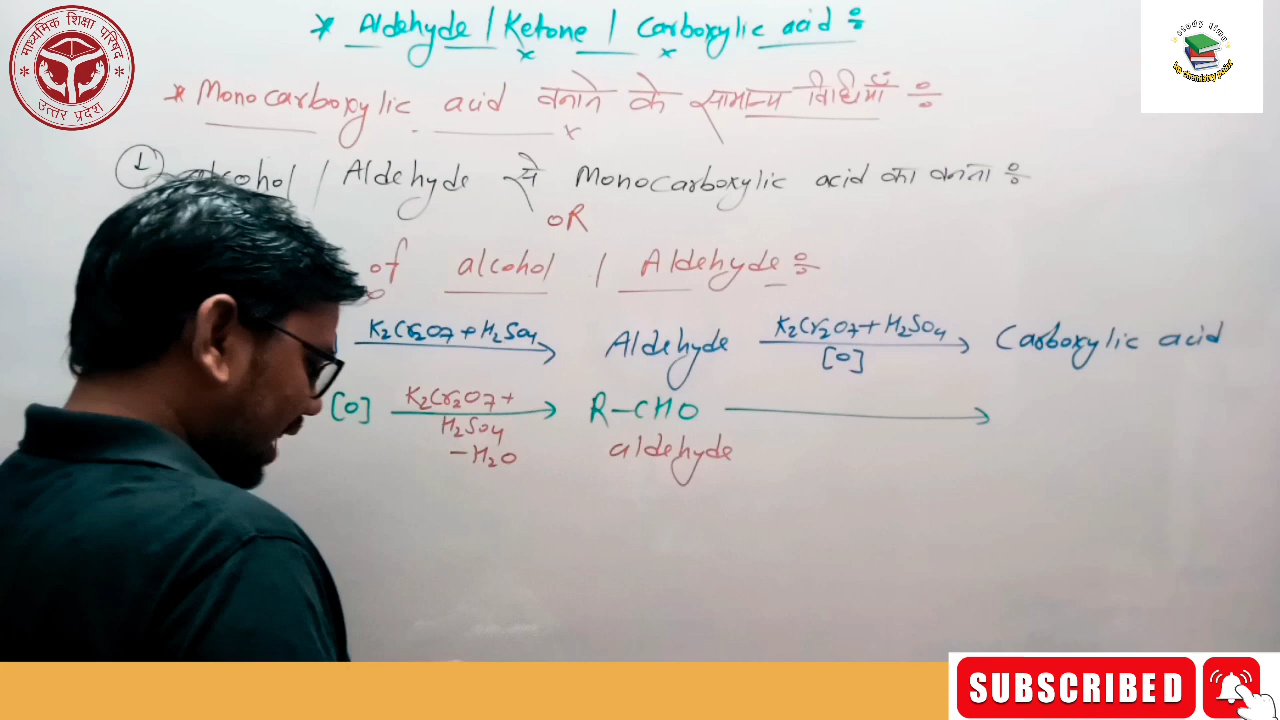 * Aldehyde / Ketone / Carboxylic acid :-
* Monocarboxylic acid बनाने के सामान्य विधियाँ :-
① alcohol / Aldehyde से Monocarboxylic acid का बनना :-
OR
of alcohol / Aldehyde :-
K2Cr2O7 + H2SO4 Aldehyde K2Cr2O7 + H2SO4 [O] Carboxylic acid
[O] K2Cr2O7 + H2SO4 -H2O R-CHO
aldehyde
माध्यमिक शिक्षा परिषद
उत्तर प्रदेश
SUBSCRIBED